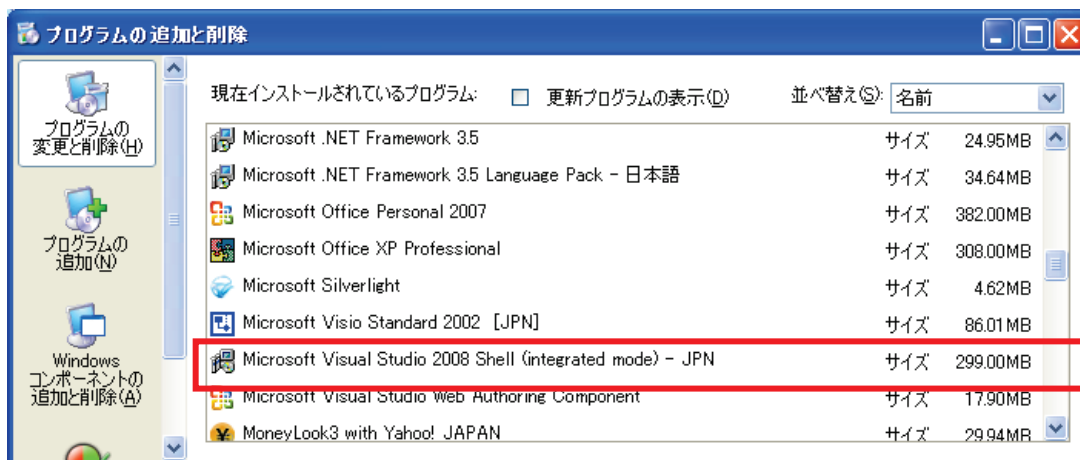 プログラムの追加と削除
プログラムの
変更と削除(H)
プログラムの
追加(N)
Windows
コンポーネントの
追加と削除(A)
現在インストールされているプログラム: 更新プログラムの表示(D) 並べ替え(S): 名前
Microsoft .NET Framework 3.5 サイズ 24.95MB
Microsoft .NET Framework 3.5 Language Pack - 日本語 サイズ 34.64MB
Microsoft Office Personal 2007 サイズ 382.00MB
Microsoft Office XP Professional サイズ 308.00MB
Microsoft Silverlight サイズ 4.62MB
Microsoft Visio Standard 2002 [JPN] サイズ 86.01MB
Microsoft Visual Studio 2008 Shell (integrated mode) - JPN サイズ 299.00MB
Microsoft Visual Studio Web Authoring Component サイズ 17.90MB
MoneyLook3 with Yahoo! JAPAN サイズ 29.94MB